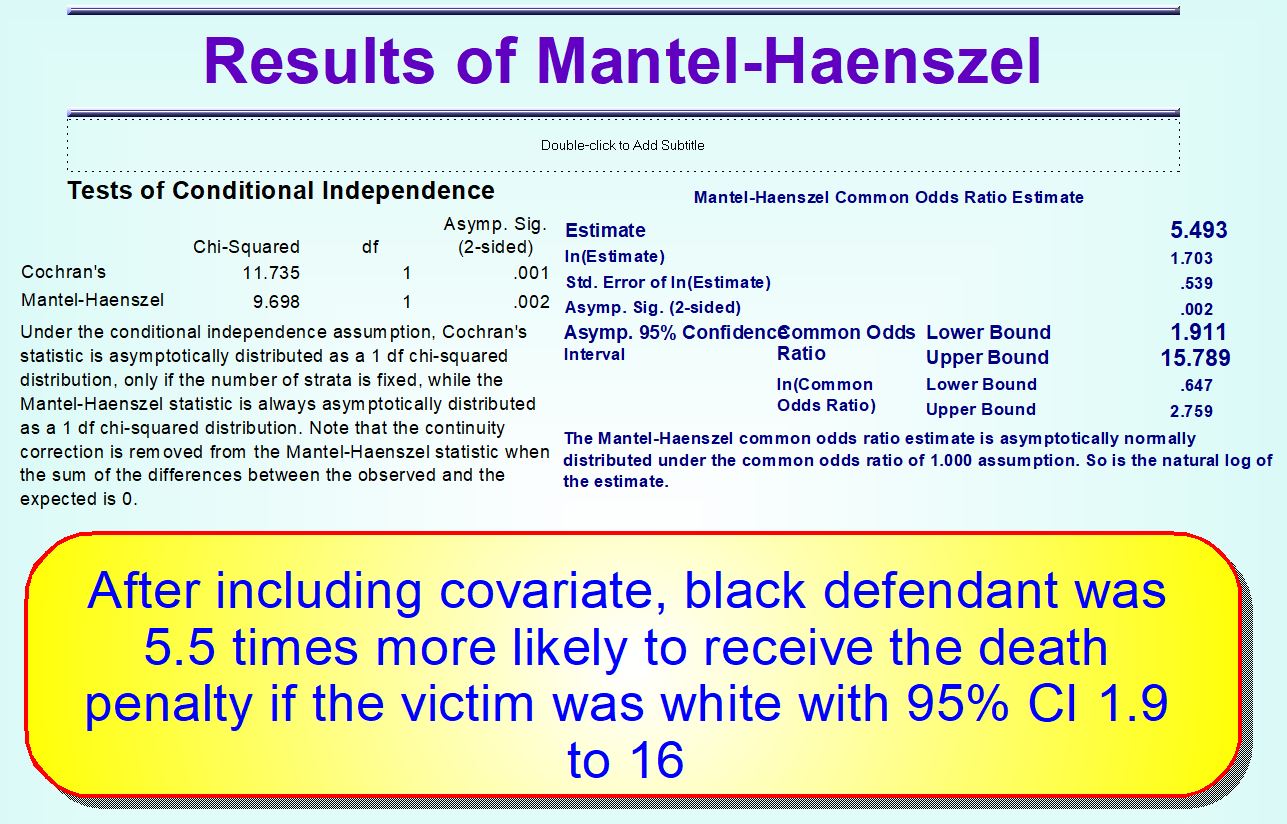 Results of Mantel-Haenszel
Double-click to Add Subtitle
Tests of Conditional Independence
Asymp. Sig.
Chi-Squared df (2-sided)
Cochran's 11.735 1 .001
Mantel-Haenszel 9.698 1 .002
Under the conditional independence assumption, Cochran's
statistic is asymptotically distributed as a 1 df chi-squared
distribution, only if the number of strata is fixed, while the
Mantel-Haenszel statistic is always asymptotically distributed
as a 1 df chi-squared distribution. Note that the continuity
correction is removed from the Mantel-Haenszel statistic when
the sum of the differences between the observed and the
expected is 0.
Mantel-Haenszel Common Odds Ratio Estimate
Estimate 5.493
ln(Estimate) 1.703
Std. Error of ln(Estimate) .539
Asymp. Sig. (2-sided) .002
Asymp. 95% Confidence Common Odds Lower Bound 1.911
Interval Ratio Upper Bound 15.789
ln(Common Lower Bound .647
Odds Ratio) Upper Bound 2.759
The Mantel-Haenszel common odds ratio estimate is asymptotically normally
distributed under the common odds ratio of 1.000 assumption. So is the natural log of
the estimate.
After including covariate, black defendant was
5.5 times more likely to receive the death
penalty if the victim was white with 95% CI 1.9
to 16